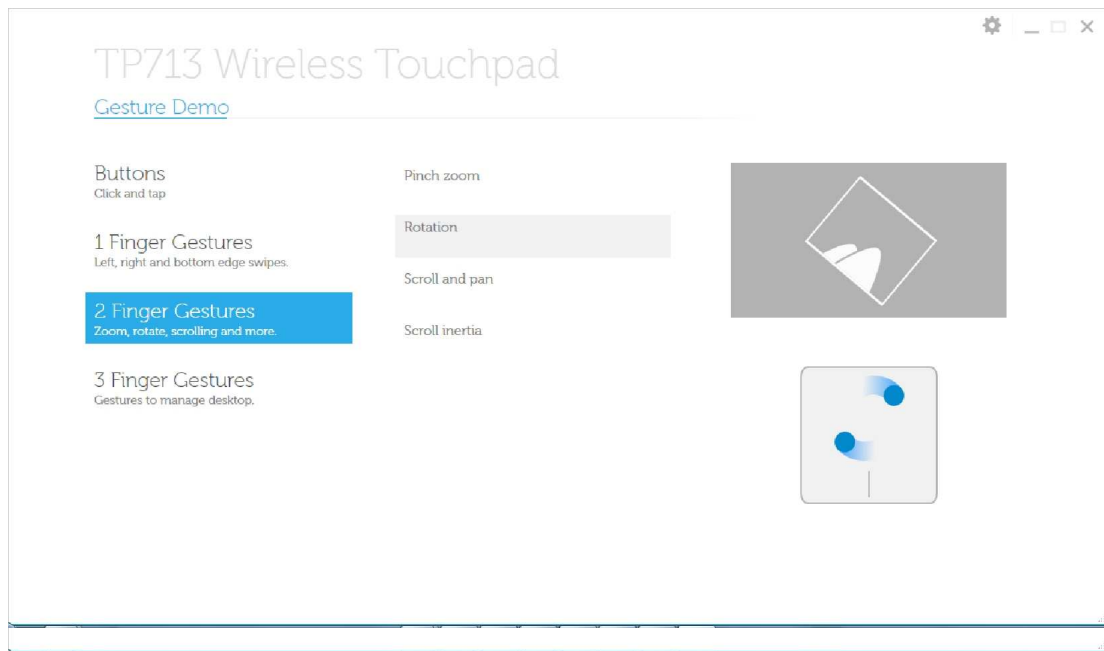 TP713 Wireless Touchpad
Gesture Demo
Buttons
Click and tap
1 Finger Gestures
Left, right and bottom edge swipes.
2 Finger Gestures
Zoom, rotate, scrolling and more.
3 Finger Gestures
Gestures to manage desktop.
Pinch zoom
Rotation
Scroll and pan
Scroll inertia